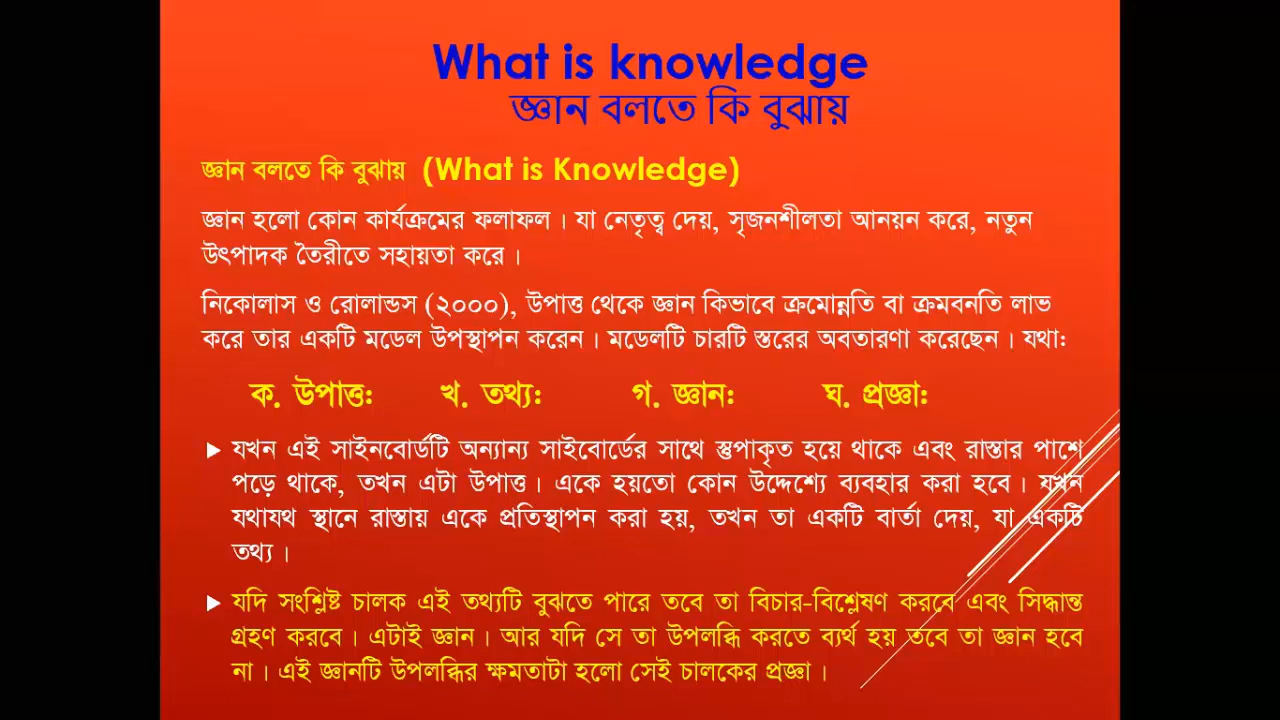 What is knowledge
জ্ঞান বলতে কি বুঝায়
জ্ঞান বলতে কি বুঝায় (What is Knowledge)
জ্ঞান হলো কোন কার্যক্রমের ফলাফল। যা নেতৃত্ব দেয়, সৃজনশীলতা আনয়ন করে, নতুন
উৎপাদক তৈরীতে সহায়তা করে।
নিকোলাস ও রোলান্ডস (২০০০), উপাত্ত থেকে জ্ঞান কিভাবে ক্রমোন্নতি বা ক্রমবনতি লাভ
করে তার একটি মডেল উপস্থাপন করেন। মডেলটি চারটি স্তরের অবতারণা করেছেন। যথা:
ক. উপাত্ত: খ. তথ্য: গ. জ্ঞান: ঘ. প্রজ্ঞা:
যখন এই সাইনবোর্ডটি অন্যান্য সাইবোর্ডের সাথে স্তুপাকৃত হয়ে থাকে এবং রাস্তার পাশে
পড়ে থাকে, তখন এটা উপাত্ত। একে হয়তো কোন উদ্দেশ্যে ব্যবহার করা হবে। যখন
যথাযথ স্থানে রাস্তায় একে প্রতিস্থাপন করা হয়, তখন তা একটি বার্তা দেয়, যা একটি
তথ্য।
যদি সংশ্লিষ্ট চালক এই তথ্যটি বুঝতে পারে তবে তা বিচার-বিশ্লেষণ করবে এবং সিদ্ধান্ত
গ্রহণ করবে। এটাই জ্ঞান। আর যদি সে তা উপলব্ধি করতে ব্যর্থ হয় তবে তা জ্ঞান হবে
না। এই জ্ঞানটি উপলব্ধির ক্ষমতাটা হলো সেই চালকের প্রজ্ঞা।